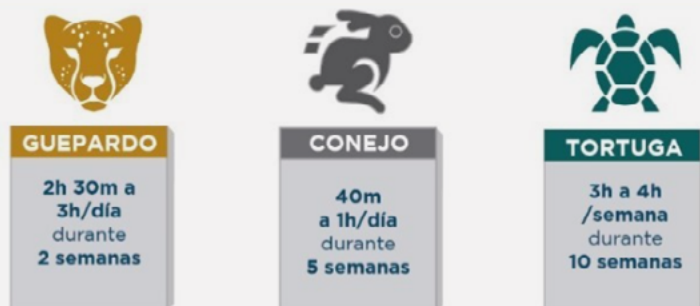 GUEPARDO
2h 30m a
3h/día
durante
2 semanas
CONEJO
40m
a 1h/día
durante
5 semanas
TORTUGA
3h a 4h
/semana
durante
10 semanas